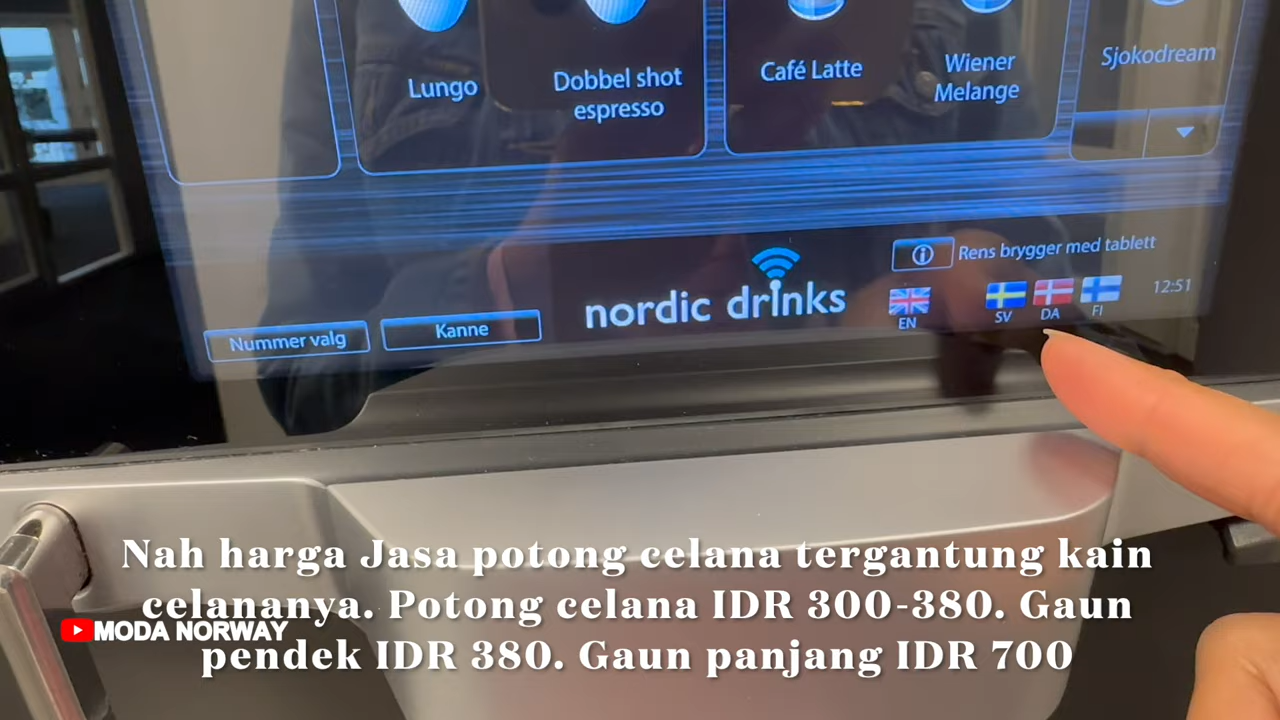 Lungo
Dobbel shot
espresso
Café Latte
Wiener
Melange
Sjokodream
Rens brygger med tablett
nordic drinks
EN
SV
DA
FI
12:51
Nummer valg
Kanne
Nah harga Jasa potong celana tergantung kain
celananya. Potong celana IDR 300-380. Gaun
pendek IDR 380. Gaun panjang IDR 700
MODA NORWAY